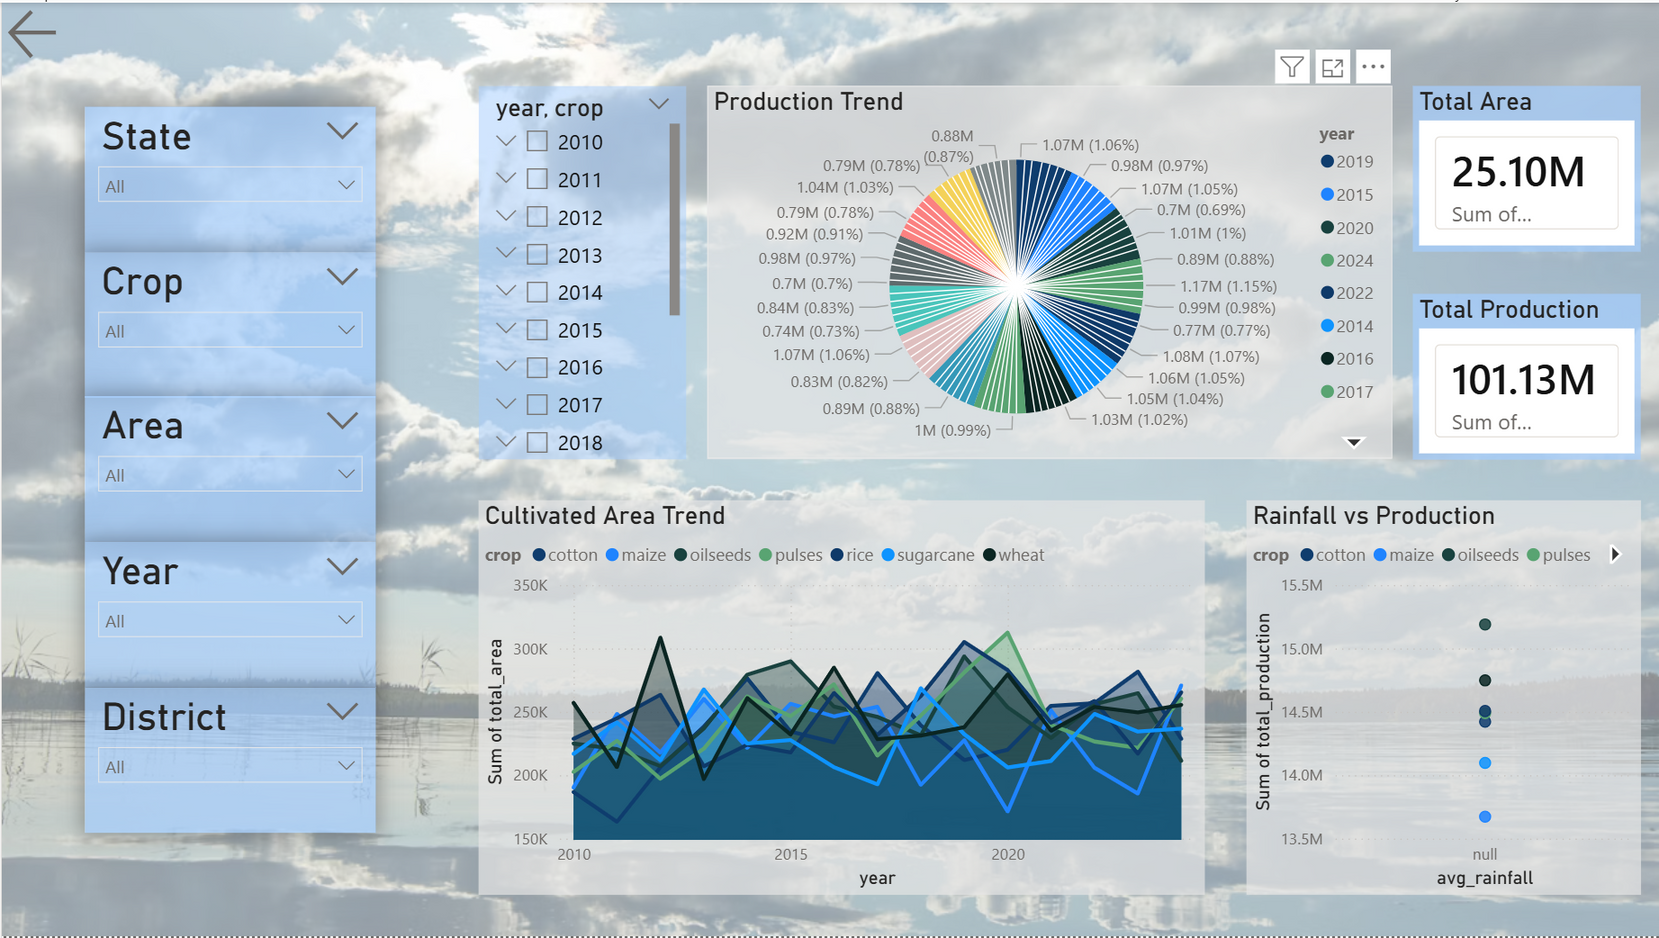 State
All
Crop
All
Area
All
Year
All
District
All
year, crop
2010
2011
2012
2013
2014
2015
2016
2017
2018
Production Trend
0.88M
(0.87%)
0.79M (0.78%)
1.04M (1.03%)
0.79M (0.78%)
0.92M (0.91%)
0.98M (0.97%)
0.7M (0.7%)
0.84M (0.83%)
0.74M (0.73%)
1.07M (1.06%)
0.83M (0.82%)
0.89M (0.88%)
1M (0.99%)
1.07M (1.06%)
0.98M (0.97%)
1.07M (1.05%)
0.7M (0.69%)
1.01M (1%)
0.89M (0.88%)
1.17M (1.15%)
0.99M (0.98%)
0.77M (0.77%)
1.08M (1.07%)
1.06M (1.05%)
1.05M (1.04%)
1.03M (1.02%)
year
2019
2015
2020
2024
2022
2014
2016
2017
Total Area
25.10M
Sum of...
Total Production
101.13M
Sum of...
Cultivated Area Trend
crop cotton maize oilseeds pulses rice sugarcane wheat
350K
300K
250K
200K
150K
Sum of total_area
2010 2015 2020
year
Rainfall vs Production
crop cotton maize oilseeds pulses
15.5M
15.0M
14.5M
14.0M
13.5M
Sum of total_production
null
avg_rainfall